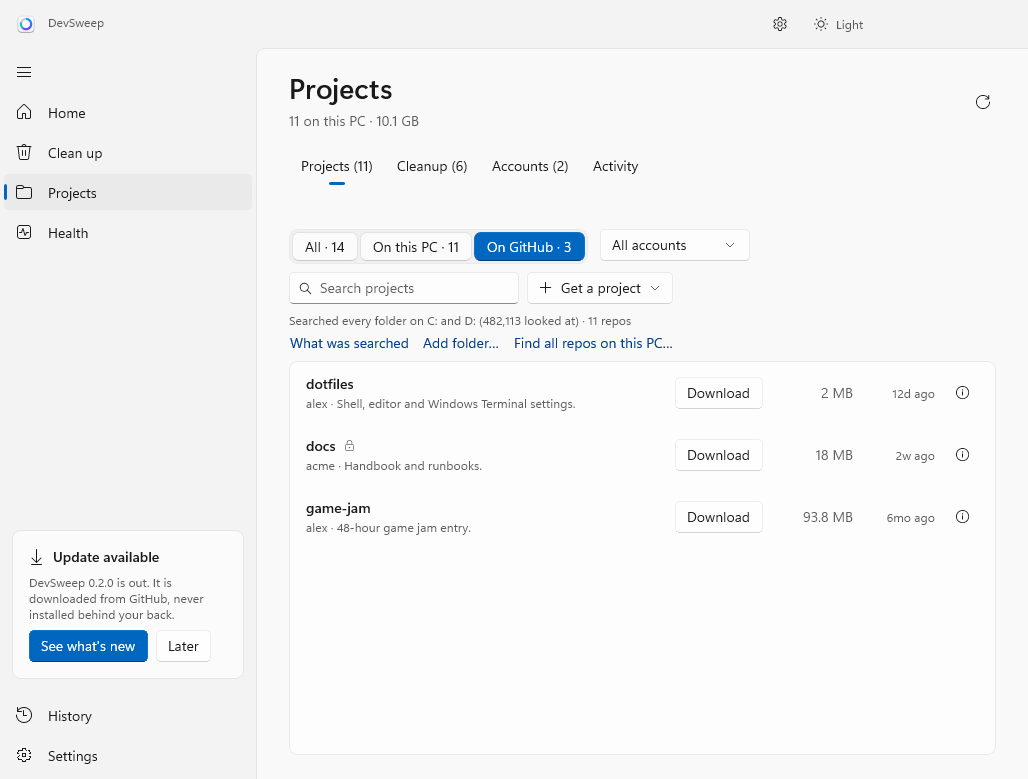 DevSweep
Light
Home
Clean up
Projects
Health
Projects
11 on this PC · 10.1 GB
Projects (11) Cleanup (6) Accounts (2) Activity
All · 14 On this PC · 11 On GitHub · 3 All accounts
Search projects Get a project
Searched every folder on C: and D: (482,113 looked at) · 11 repos
What was searched Add folder... Find all repos on this PC...
dotfiles
alex · Shell, editor and Windows Terminal settings.
Download 2 MB 12d ago
docs
acme · Handbook and runbooks.
Download 18 MB 2w ago
game-jam
alex · 48-hour game jam entry.
Download 93.8 MB 6mo ago
Update available
DevSweep 0.2.0 is out. It is
downloaded from GitHub, never
installed behind your back.
See what's new Later
History
Settings